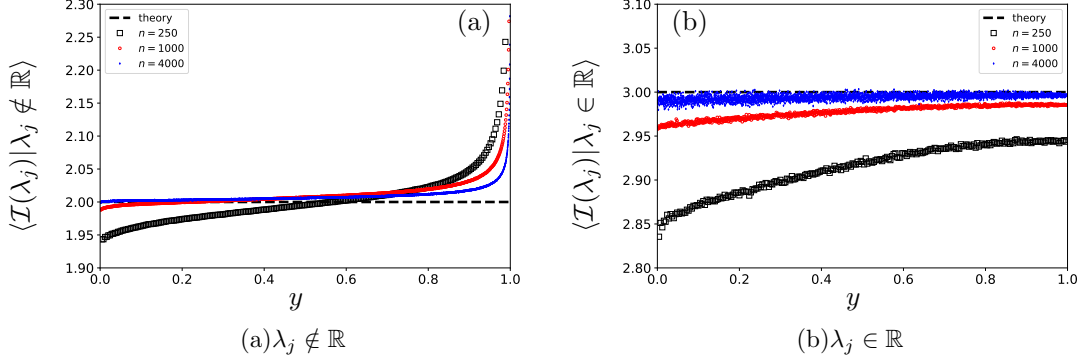 (a)
theory
n = 250
n = 1000
n = 4000
2.30
2.25
2.20
2.15
2.10
2.05
2.00
1.95
1.90
0.0 0.2 0.4 0.6 0.8 1.0
y
⟨ℐ(λ_j)|λ_j ∉ ℝ⟩
(a)λ_j ∉ ℝ
(b)
theory
n = 250
n = 1000
n = 4000
3.10
3.05
3.00
2.95
2.90
2.85
2.80
0.0 0.2 0.4 0.6 0.8 1.0
y
⟨ℐ(λ_j)|λ_j ∈ ℝ⟩
(b)λ_j ∈ ℝ